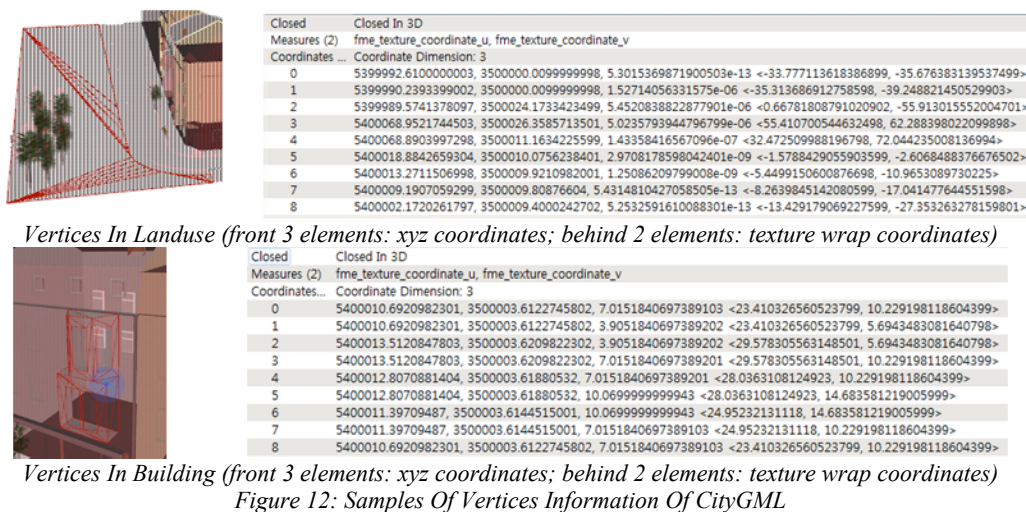 Closed Closed In 3D
Measures (2) fme_texture_coordinate_u, fme_texture_coordinate_v
Coordinates ... Coordinate Dimension: 3
0 5399992.6100000003, 3500000.0099999998, 5.3015369871900503e-13 <-33.777113618386899, -35.676383139537499>
1 5399990.2393399002, 3500000.0099999998, 1.527140563315​75e-06 <-35.313686912758598, -39.248821450529903>
2 5399989.5741378097, 3500024.1733423499, 5.45208388228779​01e-06 <0.66781808791020902, -55.913015552004701>
3 5400068.9521744503, 3500026.3585713501, 5.0235793944796799e-06 <55.410700544632498, 62.288398022099898>
4 5400068.8903997298, 3500011.1634225599, 1.4335841656​7096e-07 <32.472509988196798, 72.044235008136994>
5 5400018.8842659304, 3500010.0756238401, 2.9708178598042401e-09 <-1.5788429055903599, -2.6068488376676502>
6 5400013.2711506998, 3500009.9210982001, 1.25086209799008e-09 <-5.4499150600876698, -10.9653089730225>
7 5400009.1907059299, 3500009.80876604, 5.4314810427058505e-13 <-8.2639845142080599, -17.041477644551598>
8 5400002.1720261797, 3500009.4000242702, 5.2532591610088301e-13 <-13.429179069227599, -27.353263278159801>
Vertices In Landuse (front 3 elements: xyz coordinates; behind 2 elements: texture wrap coordinates)
Closed Closed In 3D
Measures (2) fme_texture_coordinate_u, fme_texture_coordinate_v
Coordinates... Coordinate Dimension: 3
0 5400010.6920982301, 3500003.6122745802, 7.0151840697389103 <23.410326560523799, 10.229198118604399>
1 5400010.6920982301, 3500003.6122745802, 3.9051840697389202 <23.410326560523799, 5.6943483081640798>
2 5400013.5120847803, 3500003.6209822302, 3.9051840697389202 <29.578305563148501, 5.6943483081640798>
3 5400013.5120847803, 3500003.6209822302, 7.0151840697389201 <29.578305563148501, 10.229198118604399>
4 5400012.8070881404, 3500003.61880532, 7.0151840697389201 <28.0363108124923, 10.229198118604399>
5 5400012.8070881404, 3500003.61880532, 10.0699999999943 <28.0363108124923, 14.683581219005999>
6 5400011.39709487, 3500003.6144515001, 10.0699999999943 <24.95232131118, 14.683581219005999>
7 5400011.39709487, 3500003.6144515001, 7.0151840697389103 <24.95232131118, 10.229198118604399>
8 5400010.6920982301, 3500003.6122745802, 7.0151840697389103 <23.410326560523799, 10.229198118604399>
Vertices In Building (front 3 elements: xyz coordinates; behind 2 elements: texture wrap coordinates)
Figure 12: Samples Of Vertices Information Of CityGML